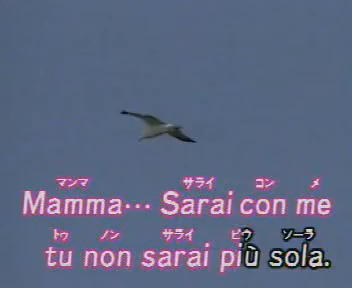 マンマ サライ コン メ
Mamma… Sarai con me
トゥ ノン サライ ピウ ソーラ
tu non sarai più sola.